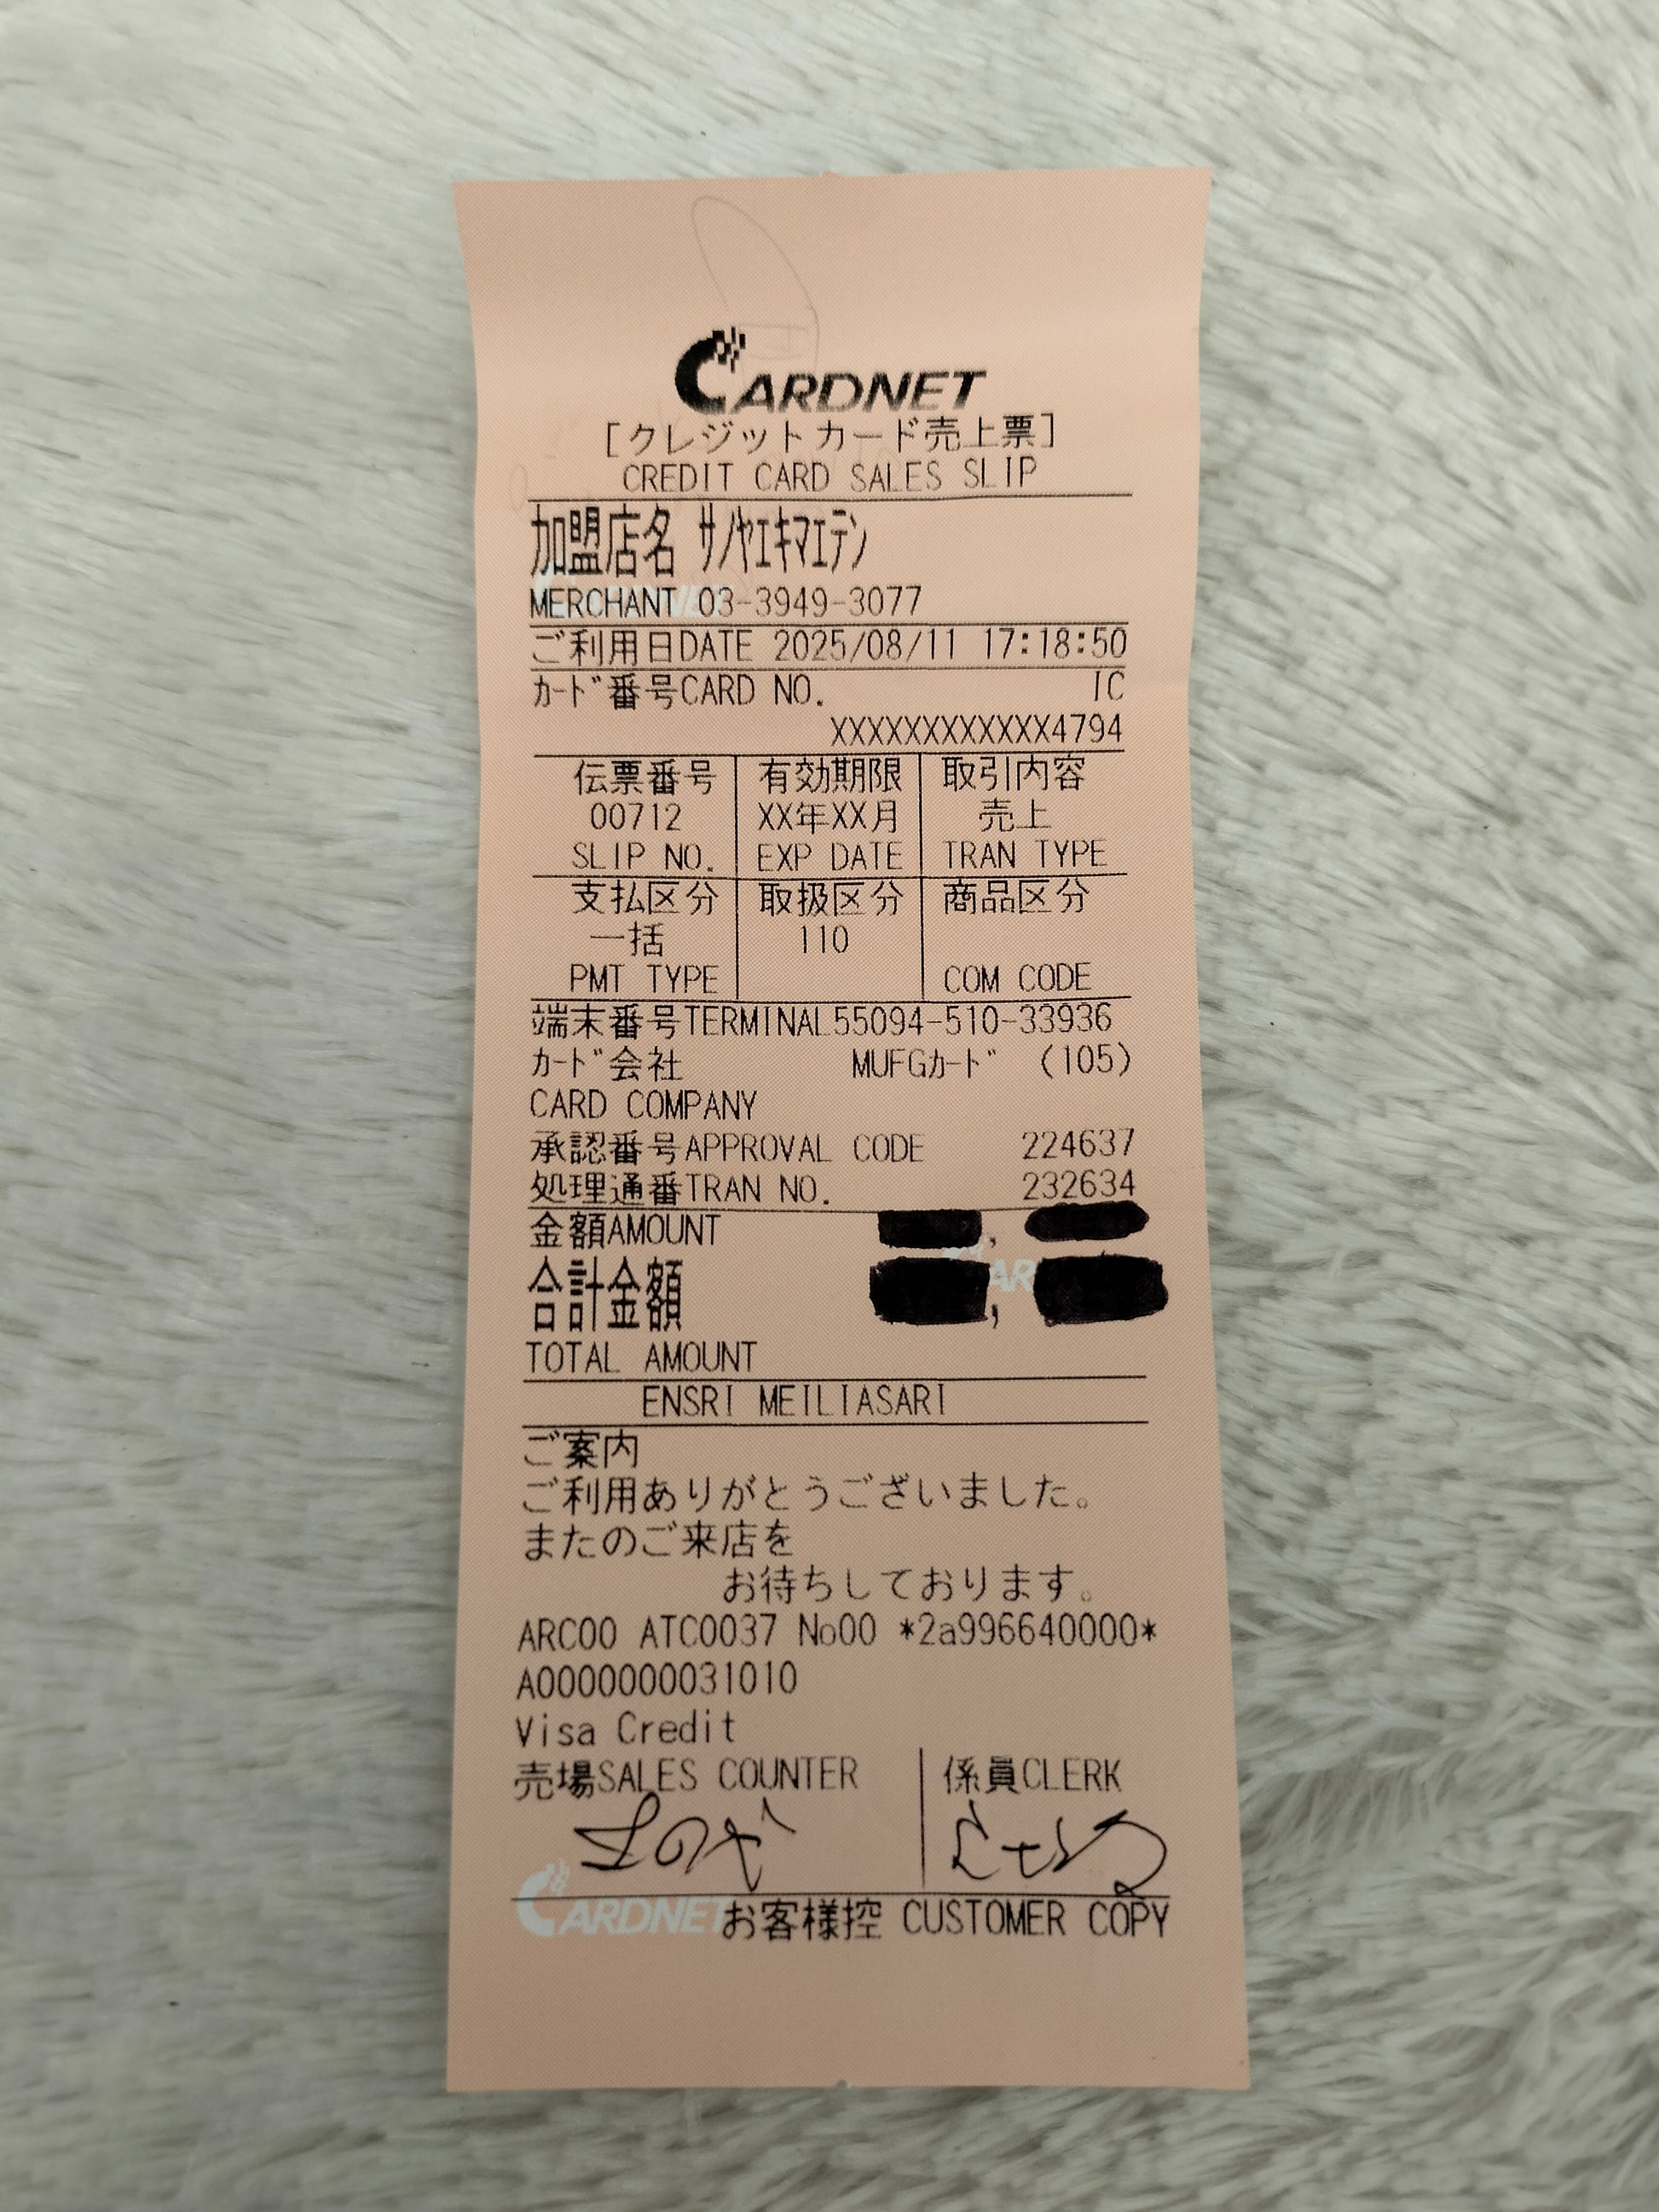 CARDNET
[クレジットカード売上票]
CREDIT CARD SALES SLIP
加盟店名 サノヤエキマエテン
MERCHANT 03-3949-3077
ご利用日DATE 2025/08/11 17:18:50
カード番号CARD NO. IC
XXXXXXXXXXXX4794
伝票番号 有効期限 取引内容
00712 XX年XX月 売上
SLIP NO. EXP DATE TRAN TYPE
支払区分 取扱区分 商品区分
一括 110
PMT TYPE COM CODE
端末番号TERMINAL55094-510-33936
カード会社 MUFGカード (105)
CARD COMPANY
承認番号APPROVAL CODE 224637
処理通番TRAN NO. 232634
金額AMOUNT ,
合計金額 ,
TOTAL AMOUNT
ENSRI MEILIASARI
ご案内
ご利用ありがとうございました。
またのご来店を
お待ちしております。
ARC00 ATC0037 No00 *2a996640000*
A0000000031010
Visa Credit
売場SALES COUNTER 係員CLERK
CARDNET お客様控 CUSTOMER COPY